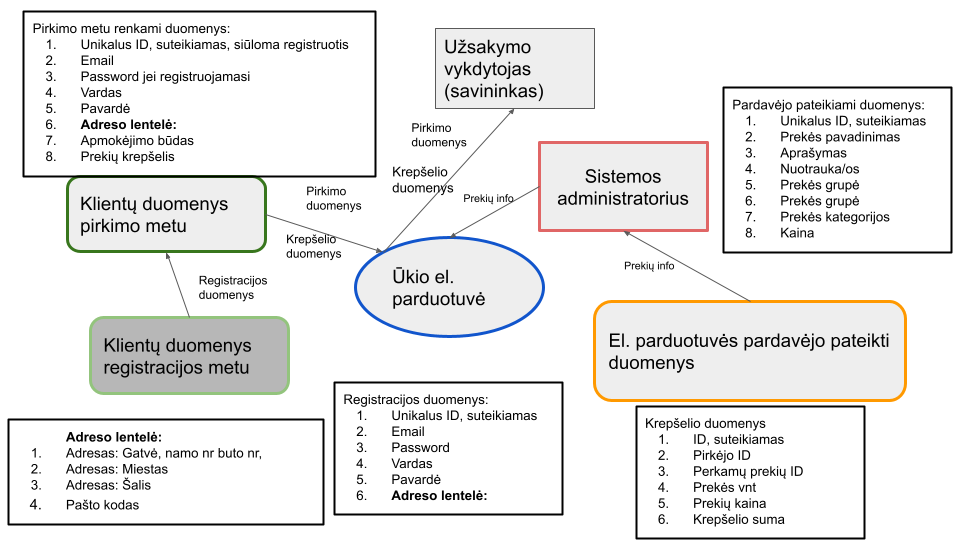 Pirkimo metu renkami duomenys:
1. Unikalus ID, suteikiamas, siūloma registruotis
2. Email
3. Password jei registruojamasi
4. Vardas
5. Pavardė
6. Adreso lentelė:
7. Apmokėjimo būdas
8. Prekių krepšelis
Užsakymo
vykdytojas
(savininkas)
Pardavėjo pateikiami duomenys:
1. Unikalus ID, suteikiamas
2. Prekės pavadinimas
3. Aprašymas
4. Nuotrauka/os
5. Prekės grupė
6. Prekės grupė
7. Prekės kategorijos
8. Kaina
Pirkimo
duomenys
Krepšelio
duomenys
Prekių info
Sistemos
administratorius
Klientų duomenys
pirkimo metu
Pirkimo
duomenys
Krepšelio
duomenys
Registracijos
duomenys
Ūkio el.
parduotuvė
Prekių info
Klientų duomenys
registracijos metu
El. parduotuvės pardavėjo pateikti
duomenys
Adreso lentelė:
1. Adresas: Gatvė, namo nr buto nr,
2. Adresas: Miestas
3. Adresas: Šalis
4. Pašto kodas
Registracijos duomenys:
1. Unikalus ID, suteikiamas
2. Email
3. Password
4. Vardas
5. Pavardė
6. Adreso lentelė:
Krepšelio duomenys
1. ID, suteikiamas
2. Pirkėjo ID
3. Perkamų prekių ID
4. Prekės vnt
5. Prekių kaina
6. Krepšelio suma